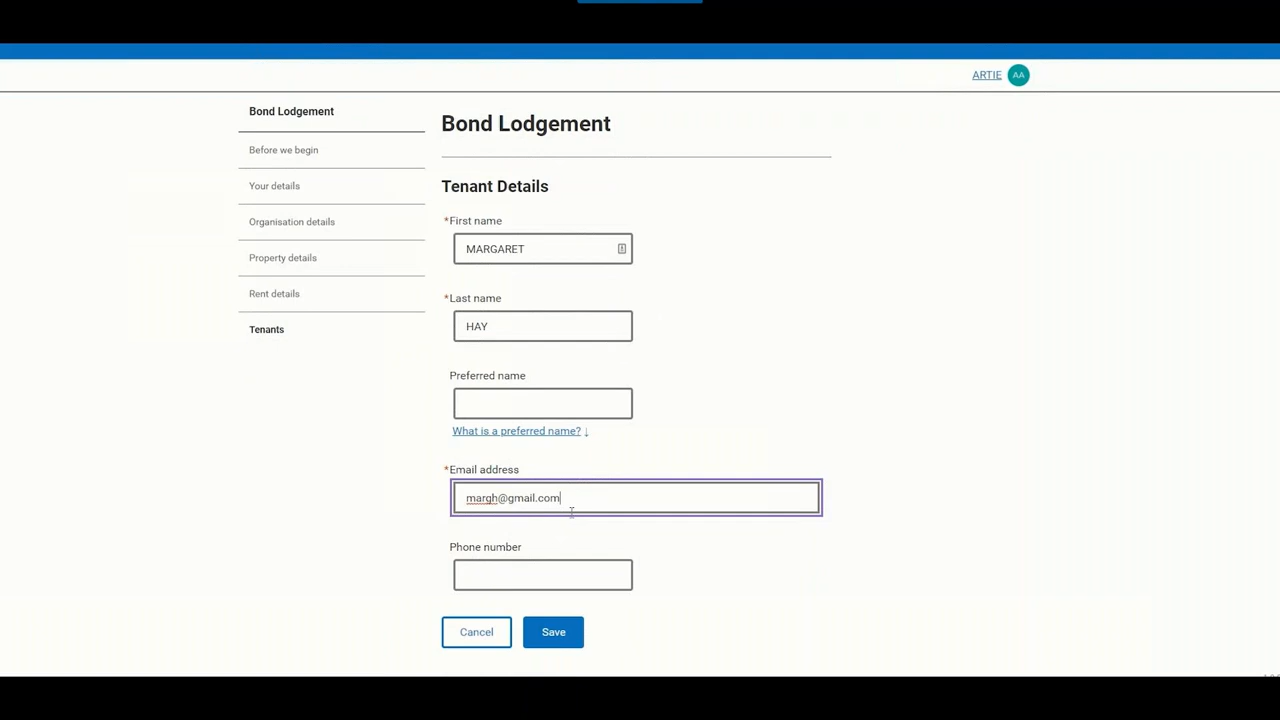 ARTIE AA
Bond Lodgement
Before we begin
Your details
Organisation details
Property details
Rent details
Tenants
Bond Lodgement
Tenant Details
*First name
MARGARET
*Last name
HAY
Preferred name
What is a preferred name? ↓
*Email address
margh@gmail.com
Phone number
Cancel Save